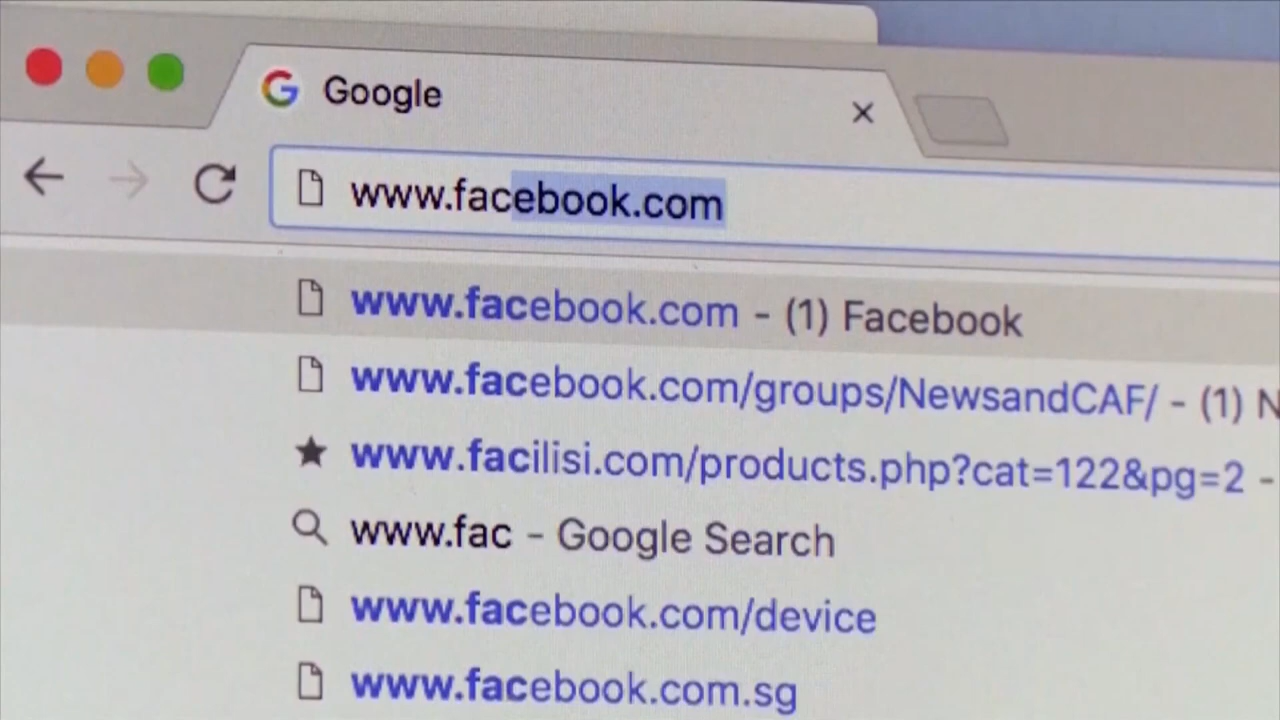 Google
www.facebook.com
www.facebook.com - (1) Facebook
www.facebook.com/groups/NewsandCAF/ - (1) N
www.facilisi.com/products.php?cat=122&pg=2 -
www.fac - Google Search
www.facebook.com/device
www.facebook.com.sg